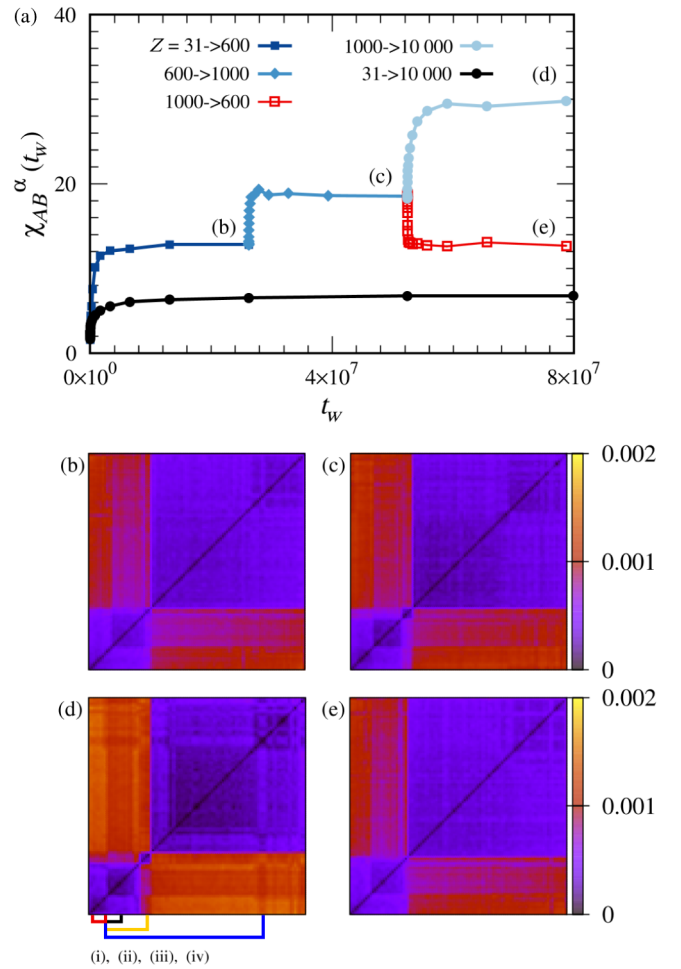 (a)
40
20
0
χ_AB^α (t_w)
Z = 31->600
600->1000
1000->600
1000->10 000
31->10 000
(b)
(c)
(d)
(e)
0×10^0
4×10^7
8×10^7
t_w
(b)
(c)
0.002
0.001
0
(d)
(e)
0.002
0.001
0
(i), (ii), (iii), (iv)